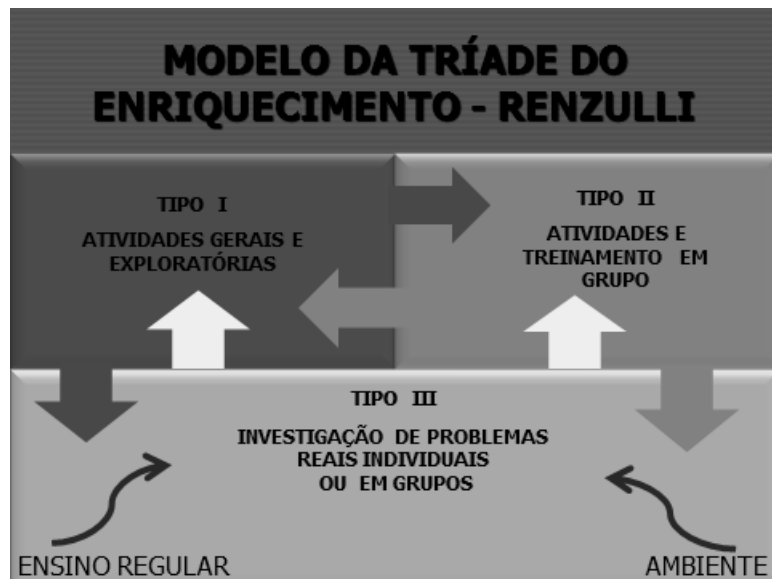 MODELO DA TRÍADE DO
ENRIQUECIMENTO - RENZULLI
TIPO I
ATIVIDADES GERAIS E
EXPLORATÓRIAS
TIPO II
ATIVIDADES E
TREINAMENTO EM
GRUPO
TIPO III
INVESTIGAÇÃO DE PROBLEMAS
REAIS INDIVIDUAIS
OU EM GRUPOS
ENSINO REGULAR
AMBIENTE